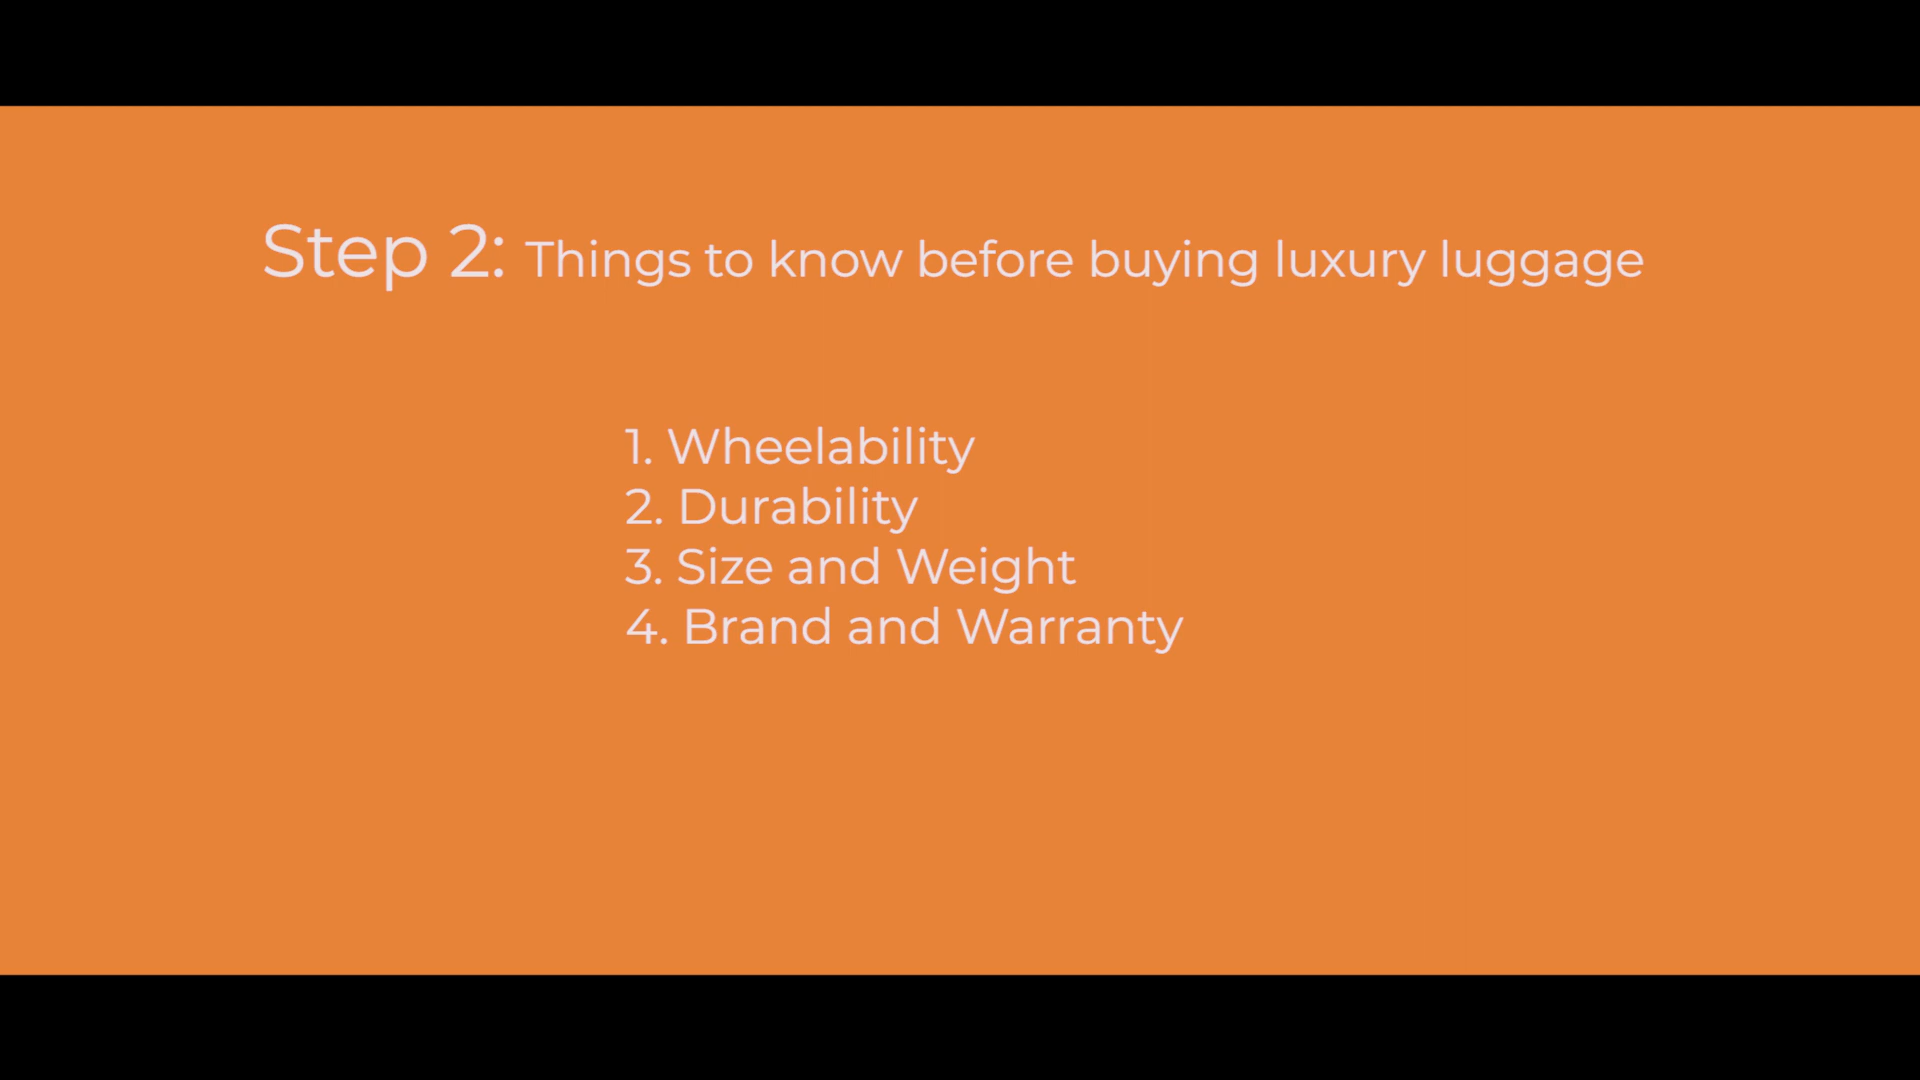 Step 2: Things to know before buying luxury luggage
1. Wheelability
2. Durability
3. Size and Weight
4. Brand and Warranty